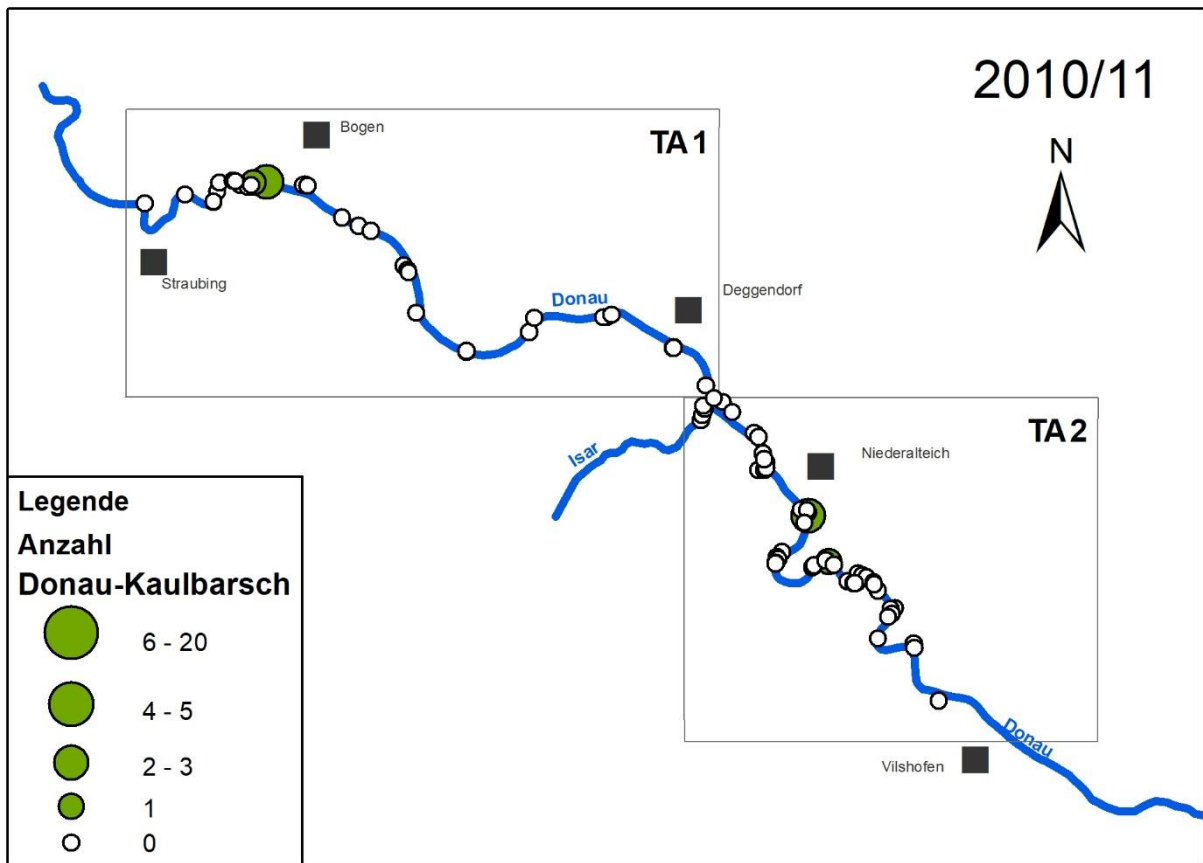 2010/11
N
Bogen
TA 1
Straubing
Donau
Deggendorf
Isar
TA 2
Niederalteich
Donau
Vilshofen
Legende
Anzahl
Donau-Kaulbarsch
6 - 20
4 - 5
2 - 3
1
0